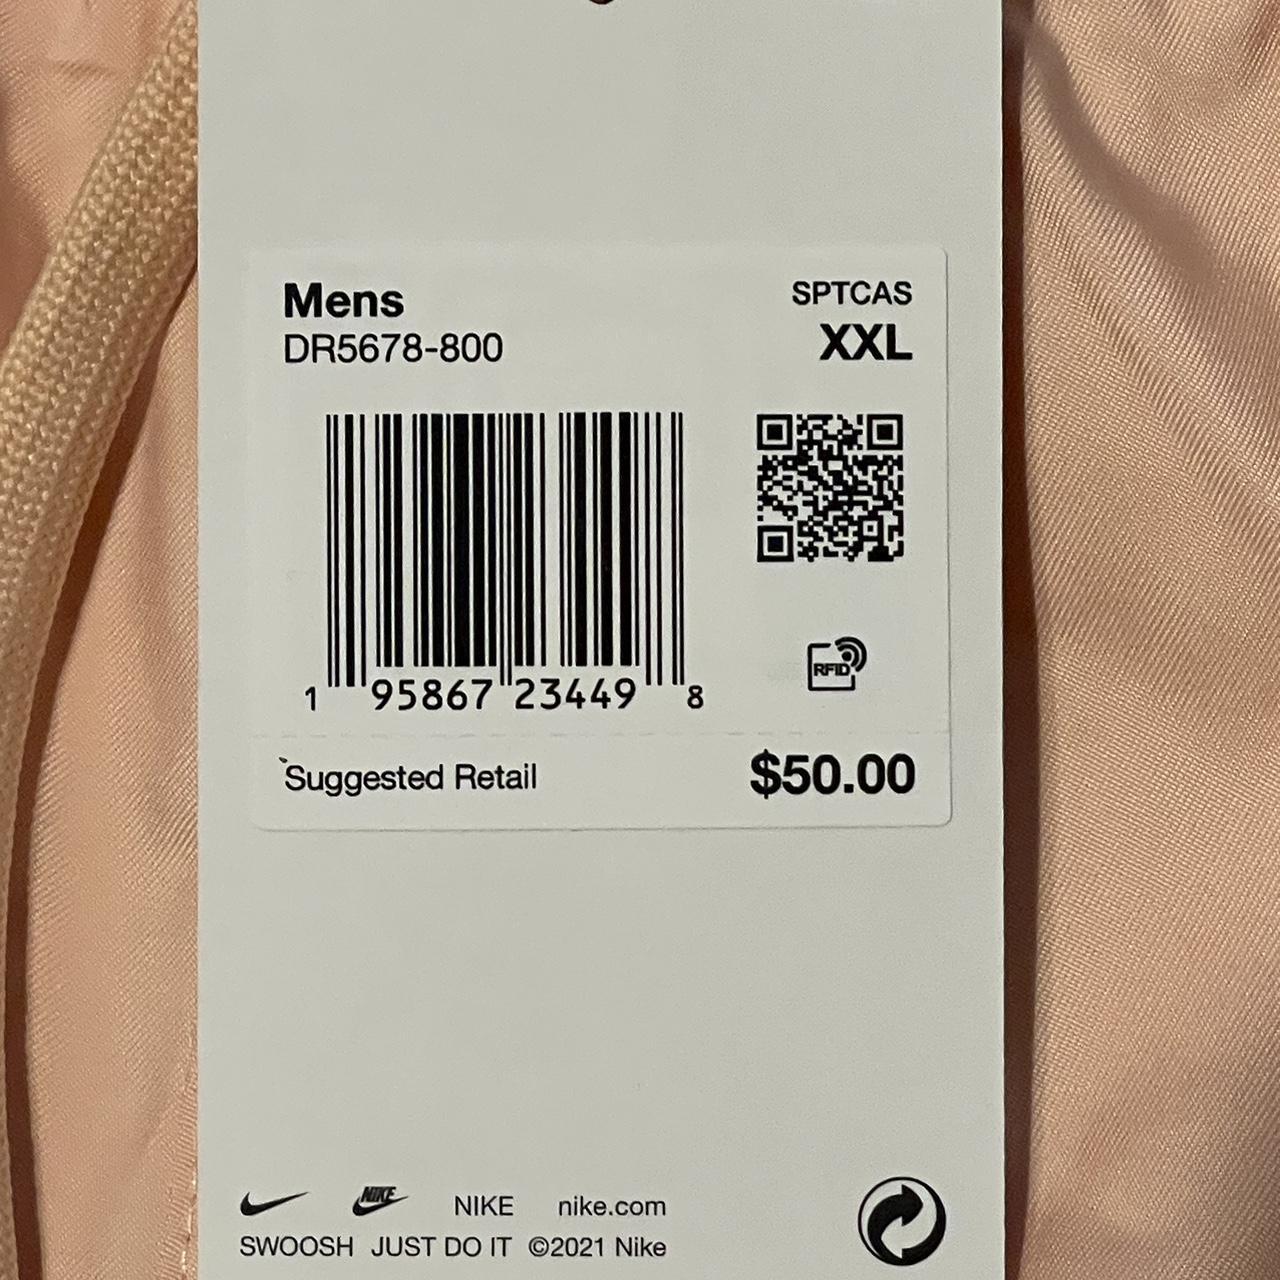 Mens
SPTCAS
DR5678-800
XXL
1 95867 23449 8
RFID
Suggested Retail
$50.00
NIKE NIKE nike.com
SWOOSH JUST DO IT ©2021 Nike